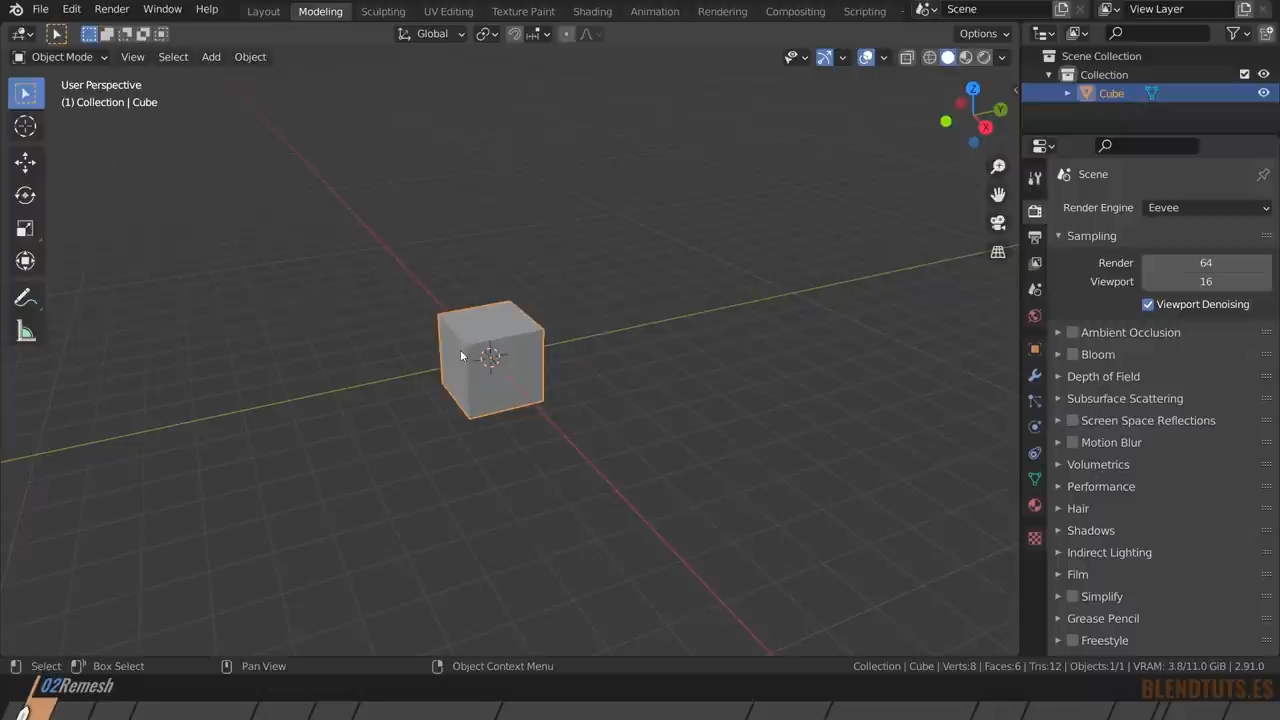 File Edit Render Window Help
Layout Modeling Sculpting UV Editing Texture Paint Shading Animation Rendering Compositing Scripting
Scene
View Layer
Global
Options
Object Mode View Select Add Object
User Perspective
(1) Collection | Cube
Z
Y
X
Scene Collection
Collection
Cube
Scene
Render Engine Eevee
Sampling
Render 64
Viewport 16
Viewport Denoising
Ambient Occlusion
Bloom
Depth of Field
Subsurface Scattering
Screen Space Reflections
Motion Blur
Volumetrics
Performance
Hair
Shadows
Indirect Lighting
Film
Simplify
Grease Pencil
Freestyle
Select Box Select Pan View Object Context Menu
Collection | Cube | Verts:8 | Faces:6 | Tris:12 | Objects:1/1 | VRAM: 3.8/11.0 GiB | 2.91.0
02Remesh
BLENDTUTS.ES